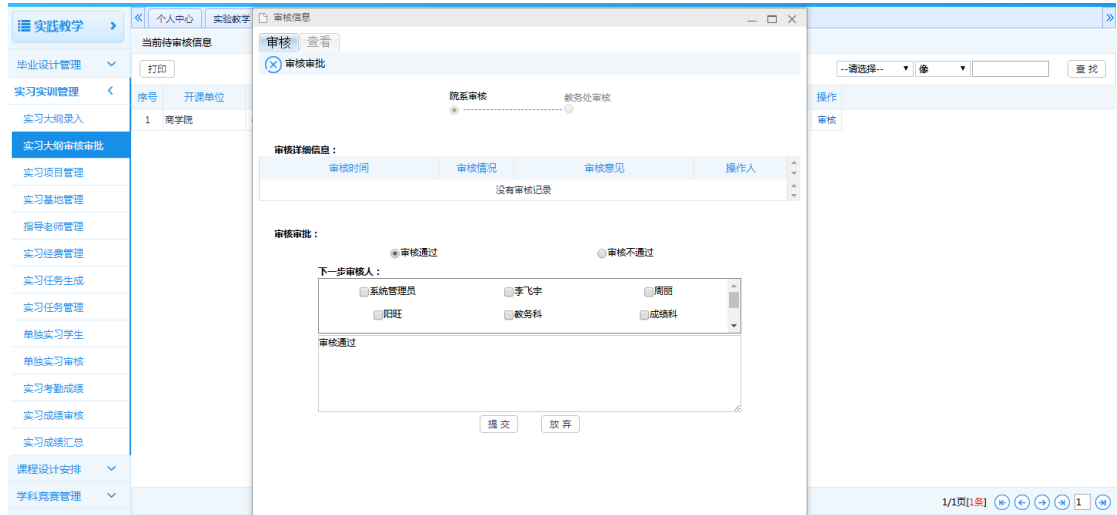 实践教学
个人中心 实验教学
审核信息
当前待审核信息
审核 查看
毕业设计管理
打印
审核审批
--请选择-- 像 查 找
实习实训管理
序号 开课单位 操作
院系审核 教务处审核
实习大纲录入
1 商学院 审核
实习大纲审核审批
审核详细信息：
实习项目管理
审核时间 审核情况 审核意见 操作人
没有审核记录
实习基地管理
指导老师管理
审核审批：
实习经费管理
审核通过 审核不通过
下一步审核人：
实习任务生成
系统管理员 李飞宇 周丽
实习任务管理
阳旺 教务科 成绩科
单独实习学生
审核通过
单独实习审核
实习考勤成绩
实习成绩审核
提 交 放 弃
实习成绩汇总
课程设计安排
学科竞赛管理
1/1页[1条] 1